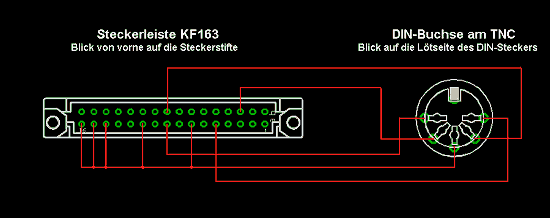 Steckerleiste KF163
Blick von vorne auf die Steckerstifte
DIN-Buchse am TNC
Blick auf die Lötseite des DIN-Steckers